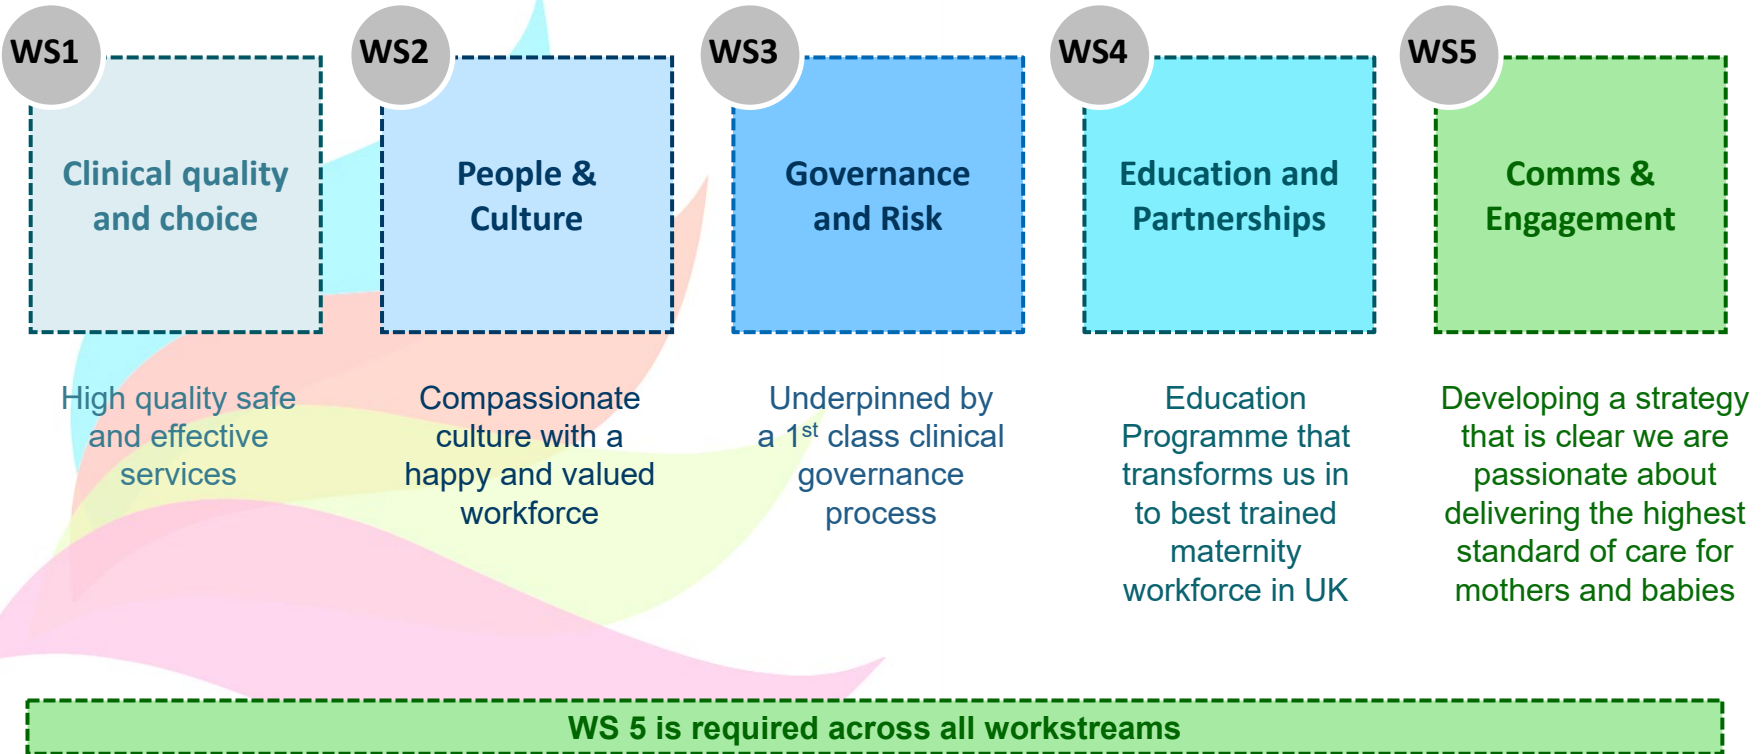 WS1
Clinical quality
and choice
High quality safe
and effective
services
WS2
People &
Culture
Compassionate
culture with a
happy and valued
workforce
WS3
Governance
and Risk
Underpinned by
a 1st class clinical
governance
process
WS4
Education and
Partnerships
Education
Programme that
transforms us in
to best trained
maternity
workforce in UK
WS5
Comms &
Engagement
Developing a strategy
that is clear we are
passionate about
delivering the highest
standard of care for
mothers and babies
WS 5 is required across all workstreams